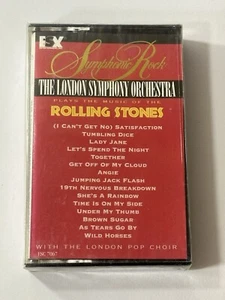 Symphonic Rock
THE LONDON SYMPHONY ORCHESTRA
PLAYS THE MUSIC OF THE
ROLLING STONES
(I CAN'T GET NO) SATISFACTION
TUMBLING DICE
LADY JANE
LET'S SPEND THE NIGHT
TOGETHER
GET OFF OF MY CLOUD
ANGIE
JUMPING JACK FLASH
19TH NERVOUS BREAKDOWN
SHE'S A RAINBOW
TIME IS ON MY SIDE
UNDER MY THUMB
BROWN SUGAR
AS TEARS GO BY
WILD HORSES
WITH THE LONDON POP CHOIR